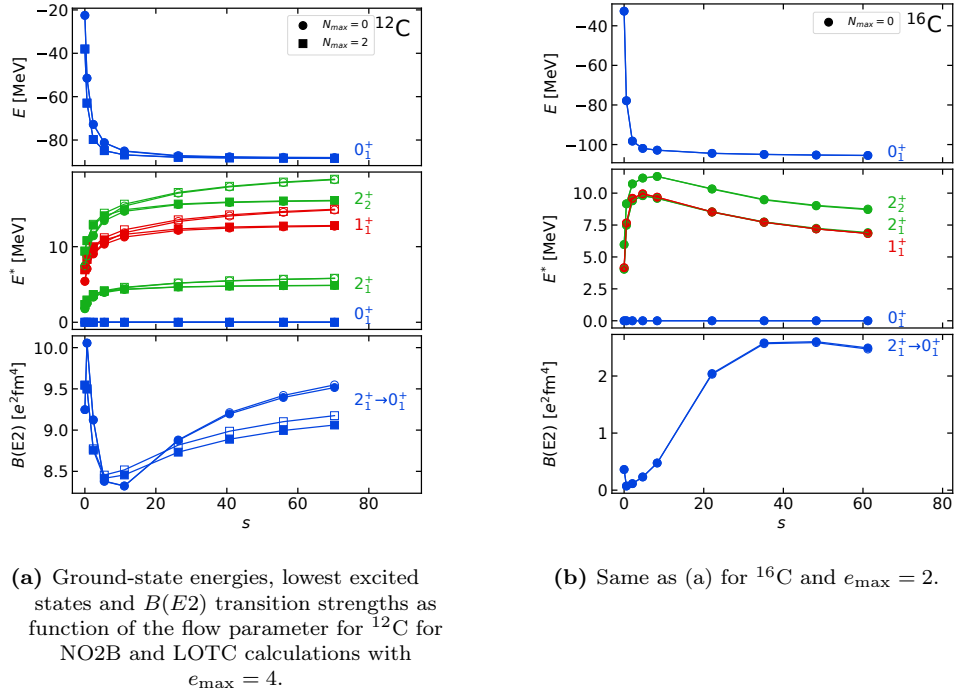 −20
−40
−60
−80
E [MeV]
N_max = 0
N_max = 2
¹²C
0⁺₁
10
0
E* [MeV]
2⁺₂
1⁺₁
2⁺₁
0⁺₁
10.0
9.5
9.0
8.5
B(E2) [e²fm⁴]
2⁺₁→0⁺₁
0 20 40 60 80
s
(a) Ground-state energies, lowest excited
states and B(E2) transition strengths as
function of the flow parameter for ¹²C for
NO2B and LOTC calculations with
e_max = 4.
−40
−60
−80
−100
E [MeV]
N_max = 0
¹⁶C
0⁺₁
10.0
7.5
5.0
2.5
0.0
E* [MeV]
2⁺₂
2⁺₁
1⁺₁
0⁺₁
2
0
B(E2) [e²fm⁴]
2⁺₁→0⁺₁
0 20 40 60 80
s
(b) Same as (a) for ¹⁶C and e_max = 2.